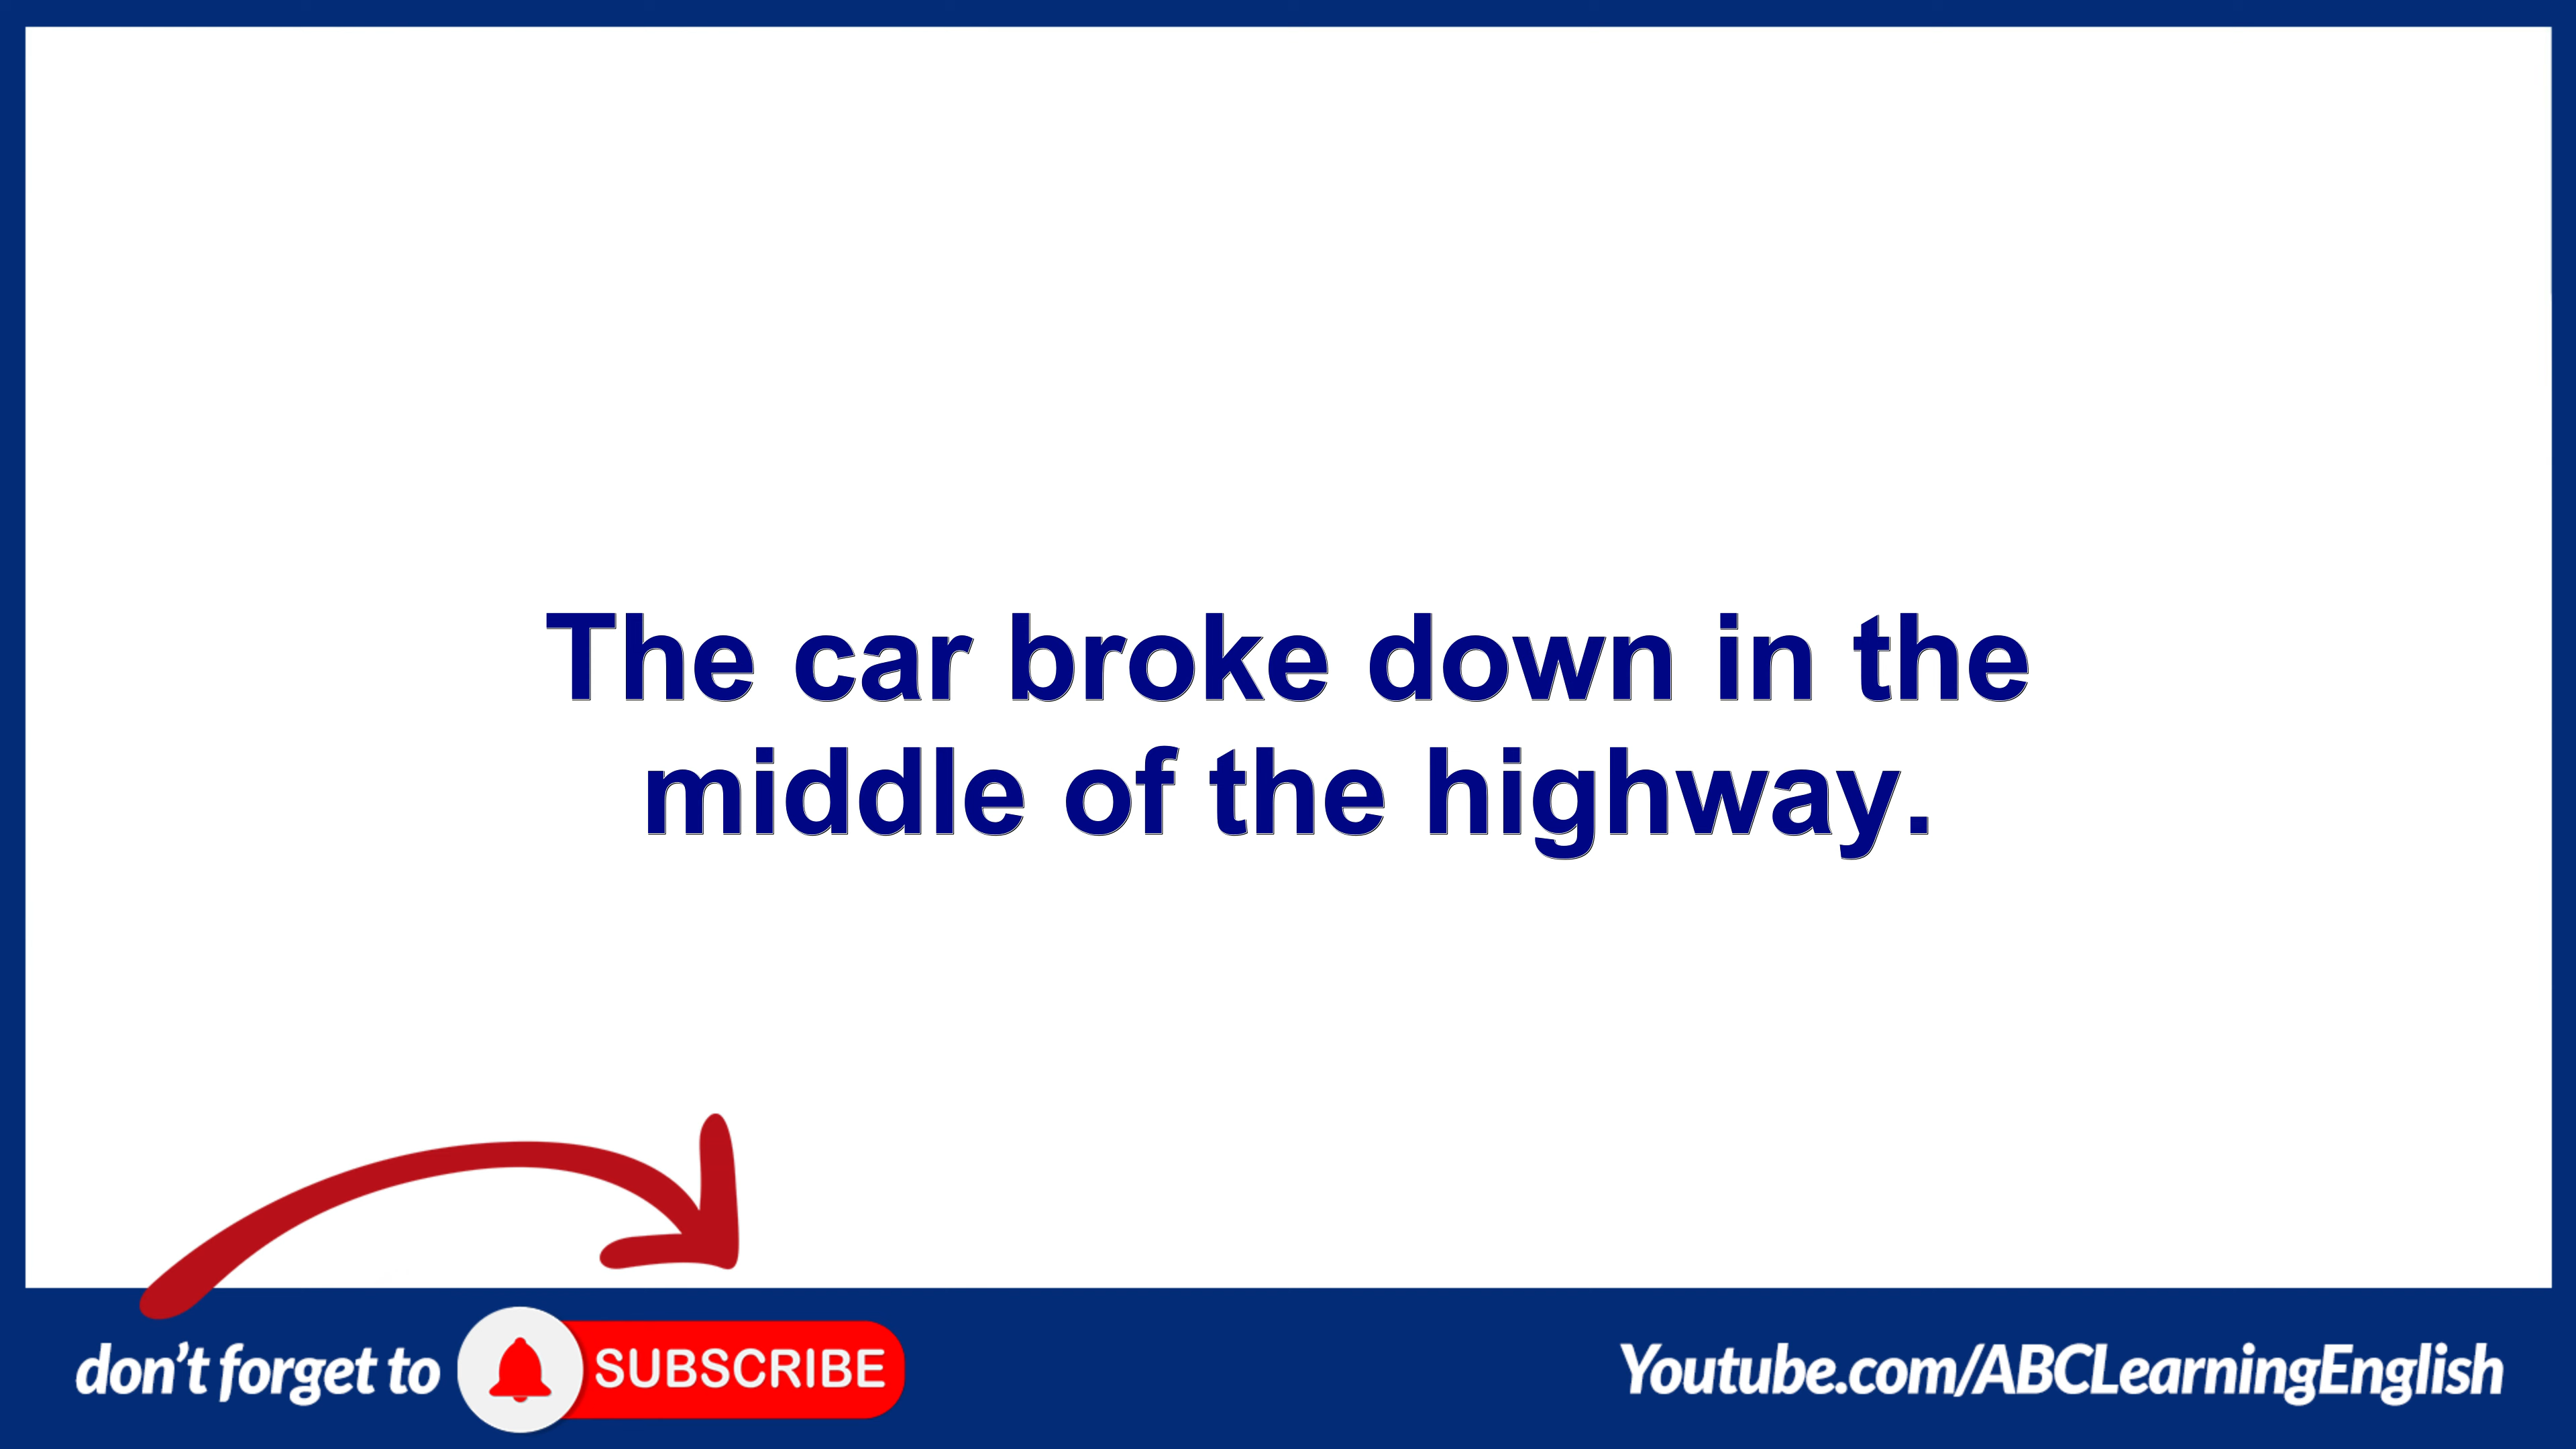 The car broke down in the
middle of the highway.
don't forget to SUBSCRIBE
Youtube.com/ABCLearningEnglish